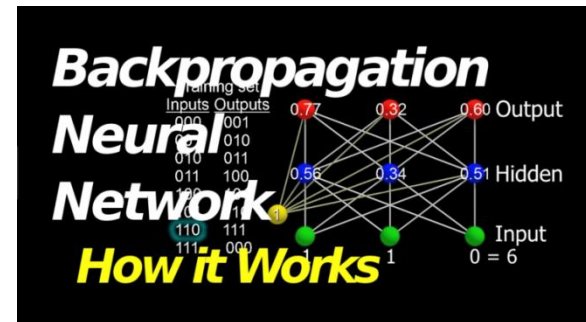 Backpropagation
Training set
Inputs Outputs
0.77 0.32 0.60 Output
000 001
Neural 010
010 011
011 100
0.56 0.34 0.51 Hidden
Network
1
110 111
Input
111 000
1 1 0 = 6
How it Works